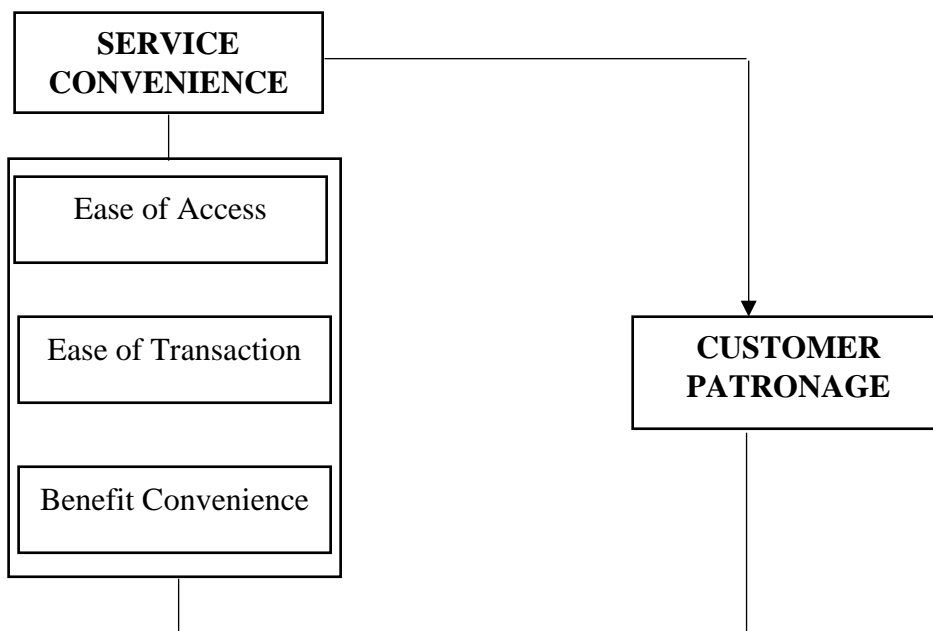 SERVICE
CONVENIENCE
Ease of Access
Ease of Transaction
Benefit Convenience
CUSTOMER
PATRONAGE